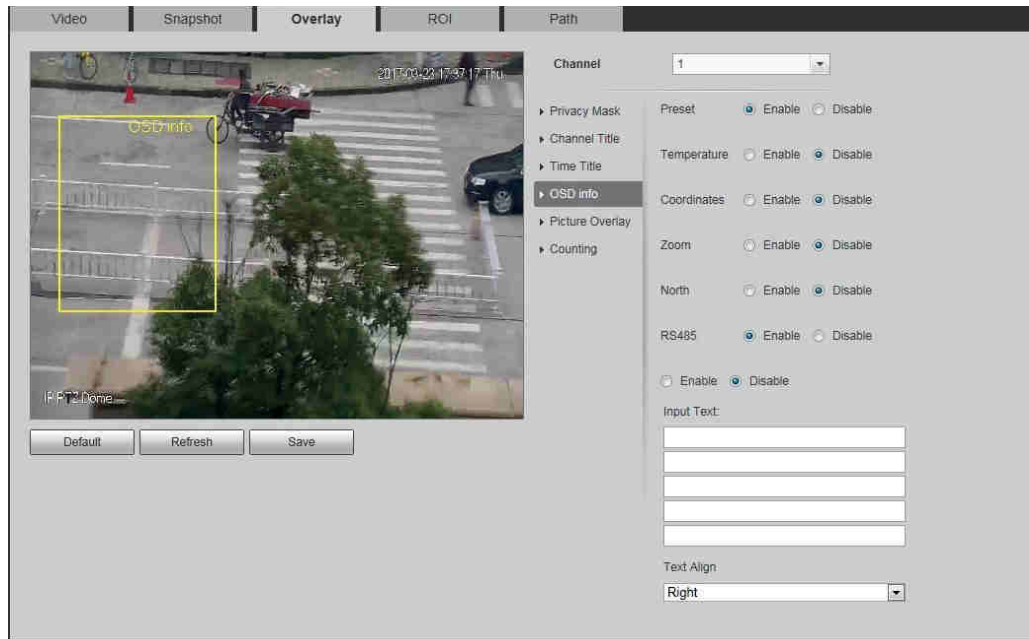 Video Snapshot Overlay ROI Path
2017-03-23 17:37:17 Thu
OSD info
IP PTZ Dome
Default Refresh Save
Channel 1
Privacy Mask
Channel Title
Time Title
OSD info
Picture Overlay
Counting
Preset Enable Disable
Temperature Enable Disable
Coordinates Enable Disable
Zoom Enable Disable
North Enable Disable
RS485 Enable Disable
Enable Disable
Input Text:
Text Align
Right